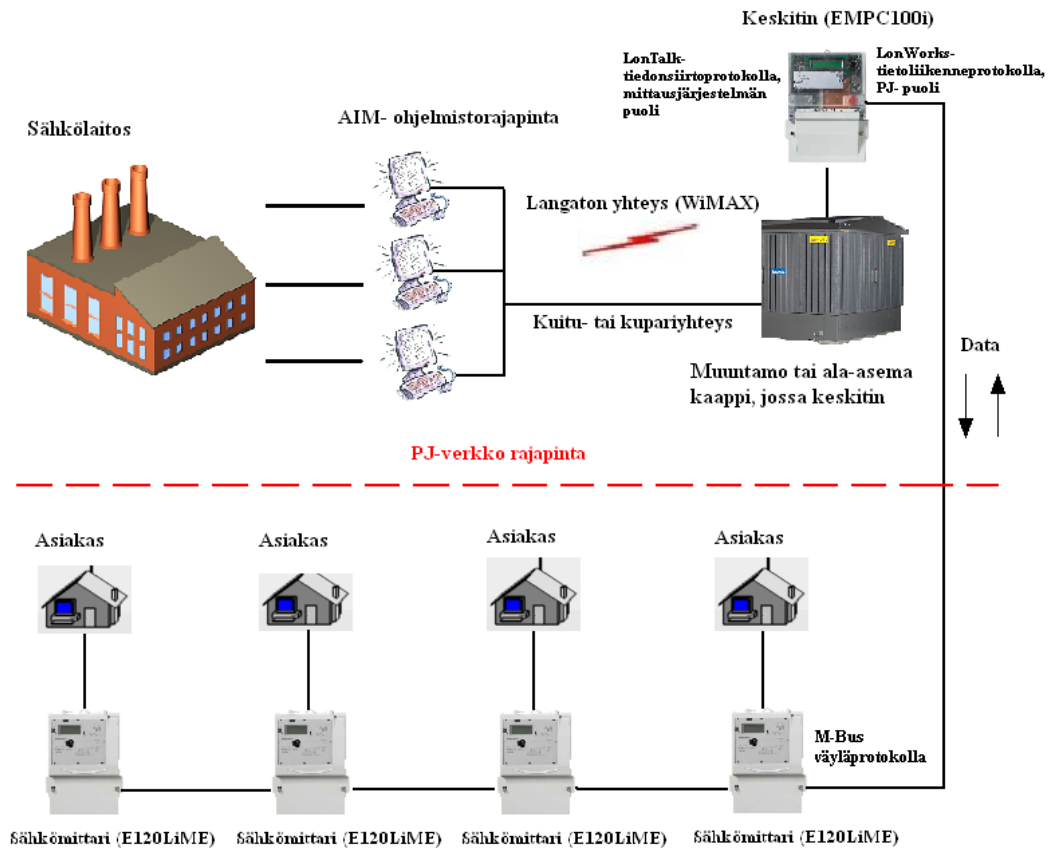 Keskitin (EMPC100i)
LonTalk-
tiedonsiirtoprotokolla,
mittausjärjestelmän
puoli
LonWorks-
tietoliikenneprotokolla,
PJ- puoli
Sähkölaitos
AIM- ohjelmistorajapinta
Langaton yhteys (WiMAX)
Kuitu- tai kupariyhteys
Muuntamo tai ala-asema
kaappi, jossa keskitin
Data
PJ-verkko rajapinta
Asiakas
Asiakas
Asiakas
Asiakas
M-Bus
väyläprotokolla
Sähkömittari (E120LiME)
Sähkömittari (E120LiME)
Sähkömittari (E120LiME)
Sähkömittari (E120LiME)